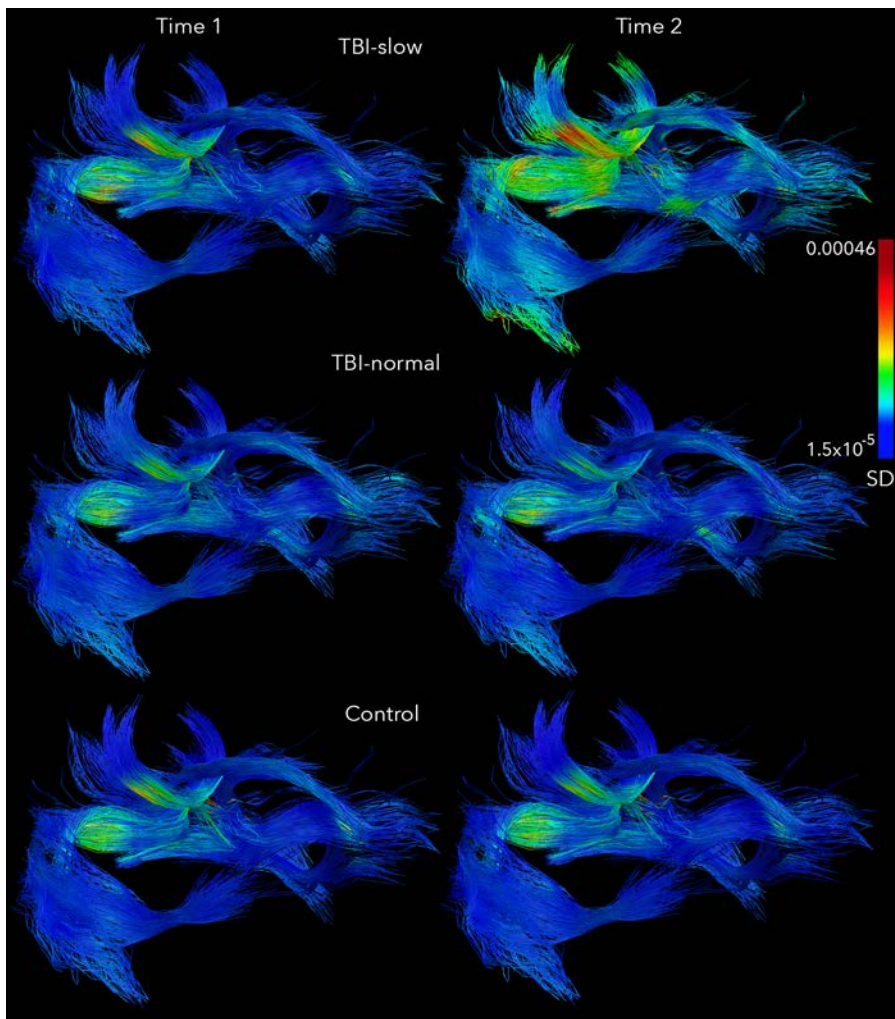 Time 1
Time 2
TBI-slow
0.00046
TBI-normal
1.5x10⁻⁵
SD
Control